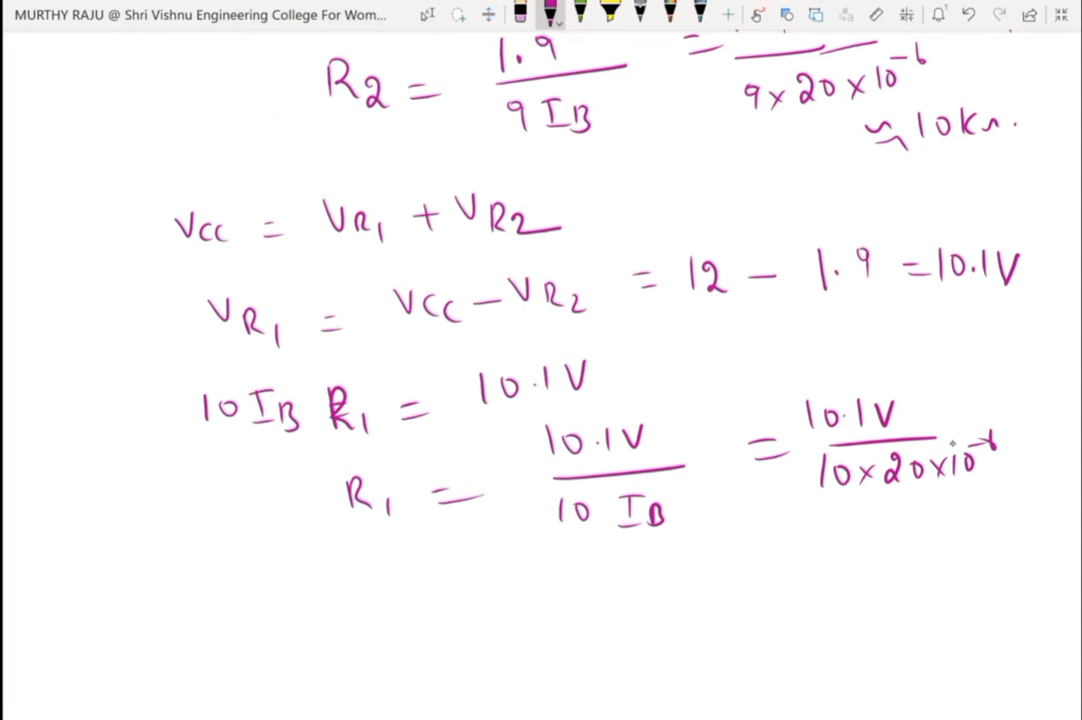 MURTHY RAJU @ Shri Vishnu Engineering College For Wom...
R2 = 1.9 / 9 IB = / 9 x 20 x 10^-6
≈ 10KΩ.
VCC = VR1 + VR2
VR1 = VCC - VR2 = 12 - 1.9 = 10.1V
10 IB R1 = 10.1V
R1 = 10.1V / 10 IB = 10.1V / 10 x 20 x 10^-6